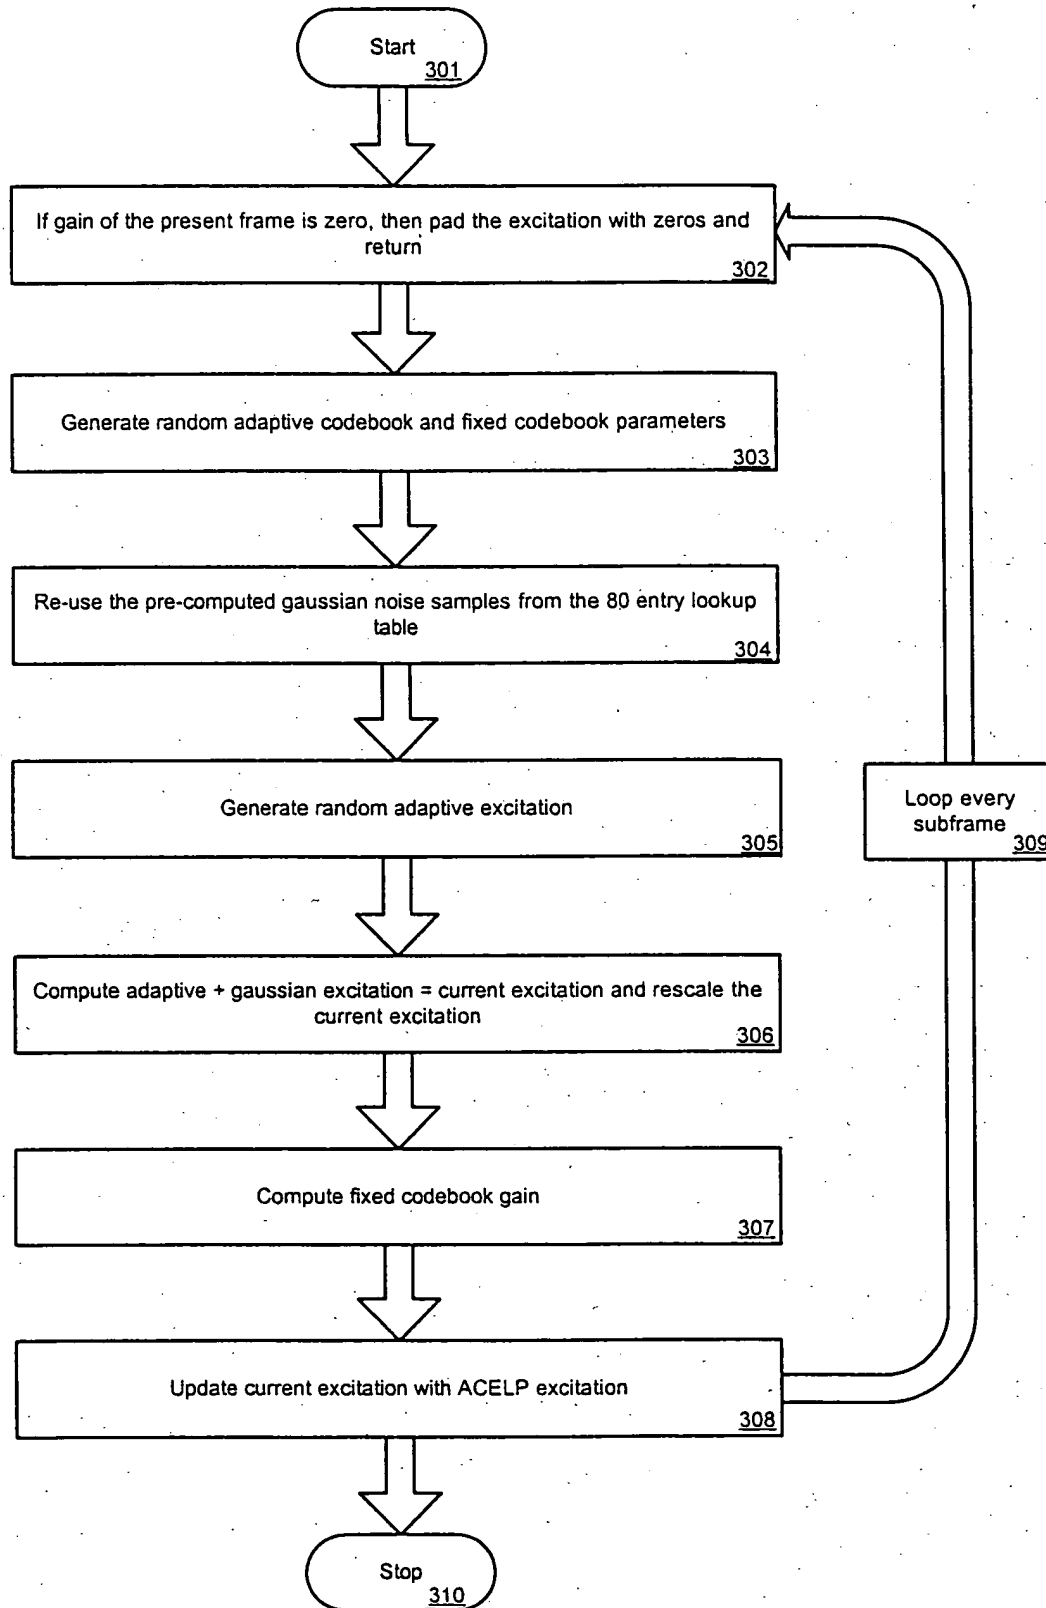 Start
301
If gain of the present frame is zero, then pad the excitation with zeros and
return
302
Generate random adaptive codebook and fixed codebook parameters
303
Re-use the pre-computed gaussian noise samples from the 80 entry lookup
table
304
Generate random adaptive excitation
305
Loop every
subframe
309
Compute adaptive + gaussian excitation = current excitation and rescale the
current excitation
306
Compute fixed codebook gain
307
Update current excitation with ACELP excitation
308
Stop
310